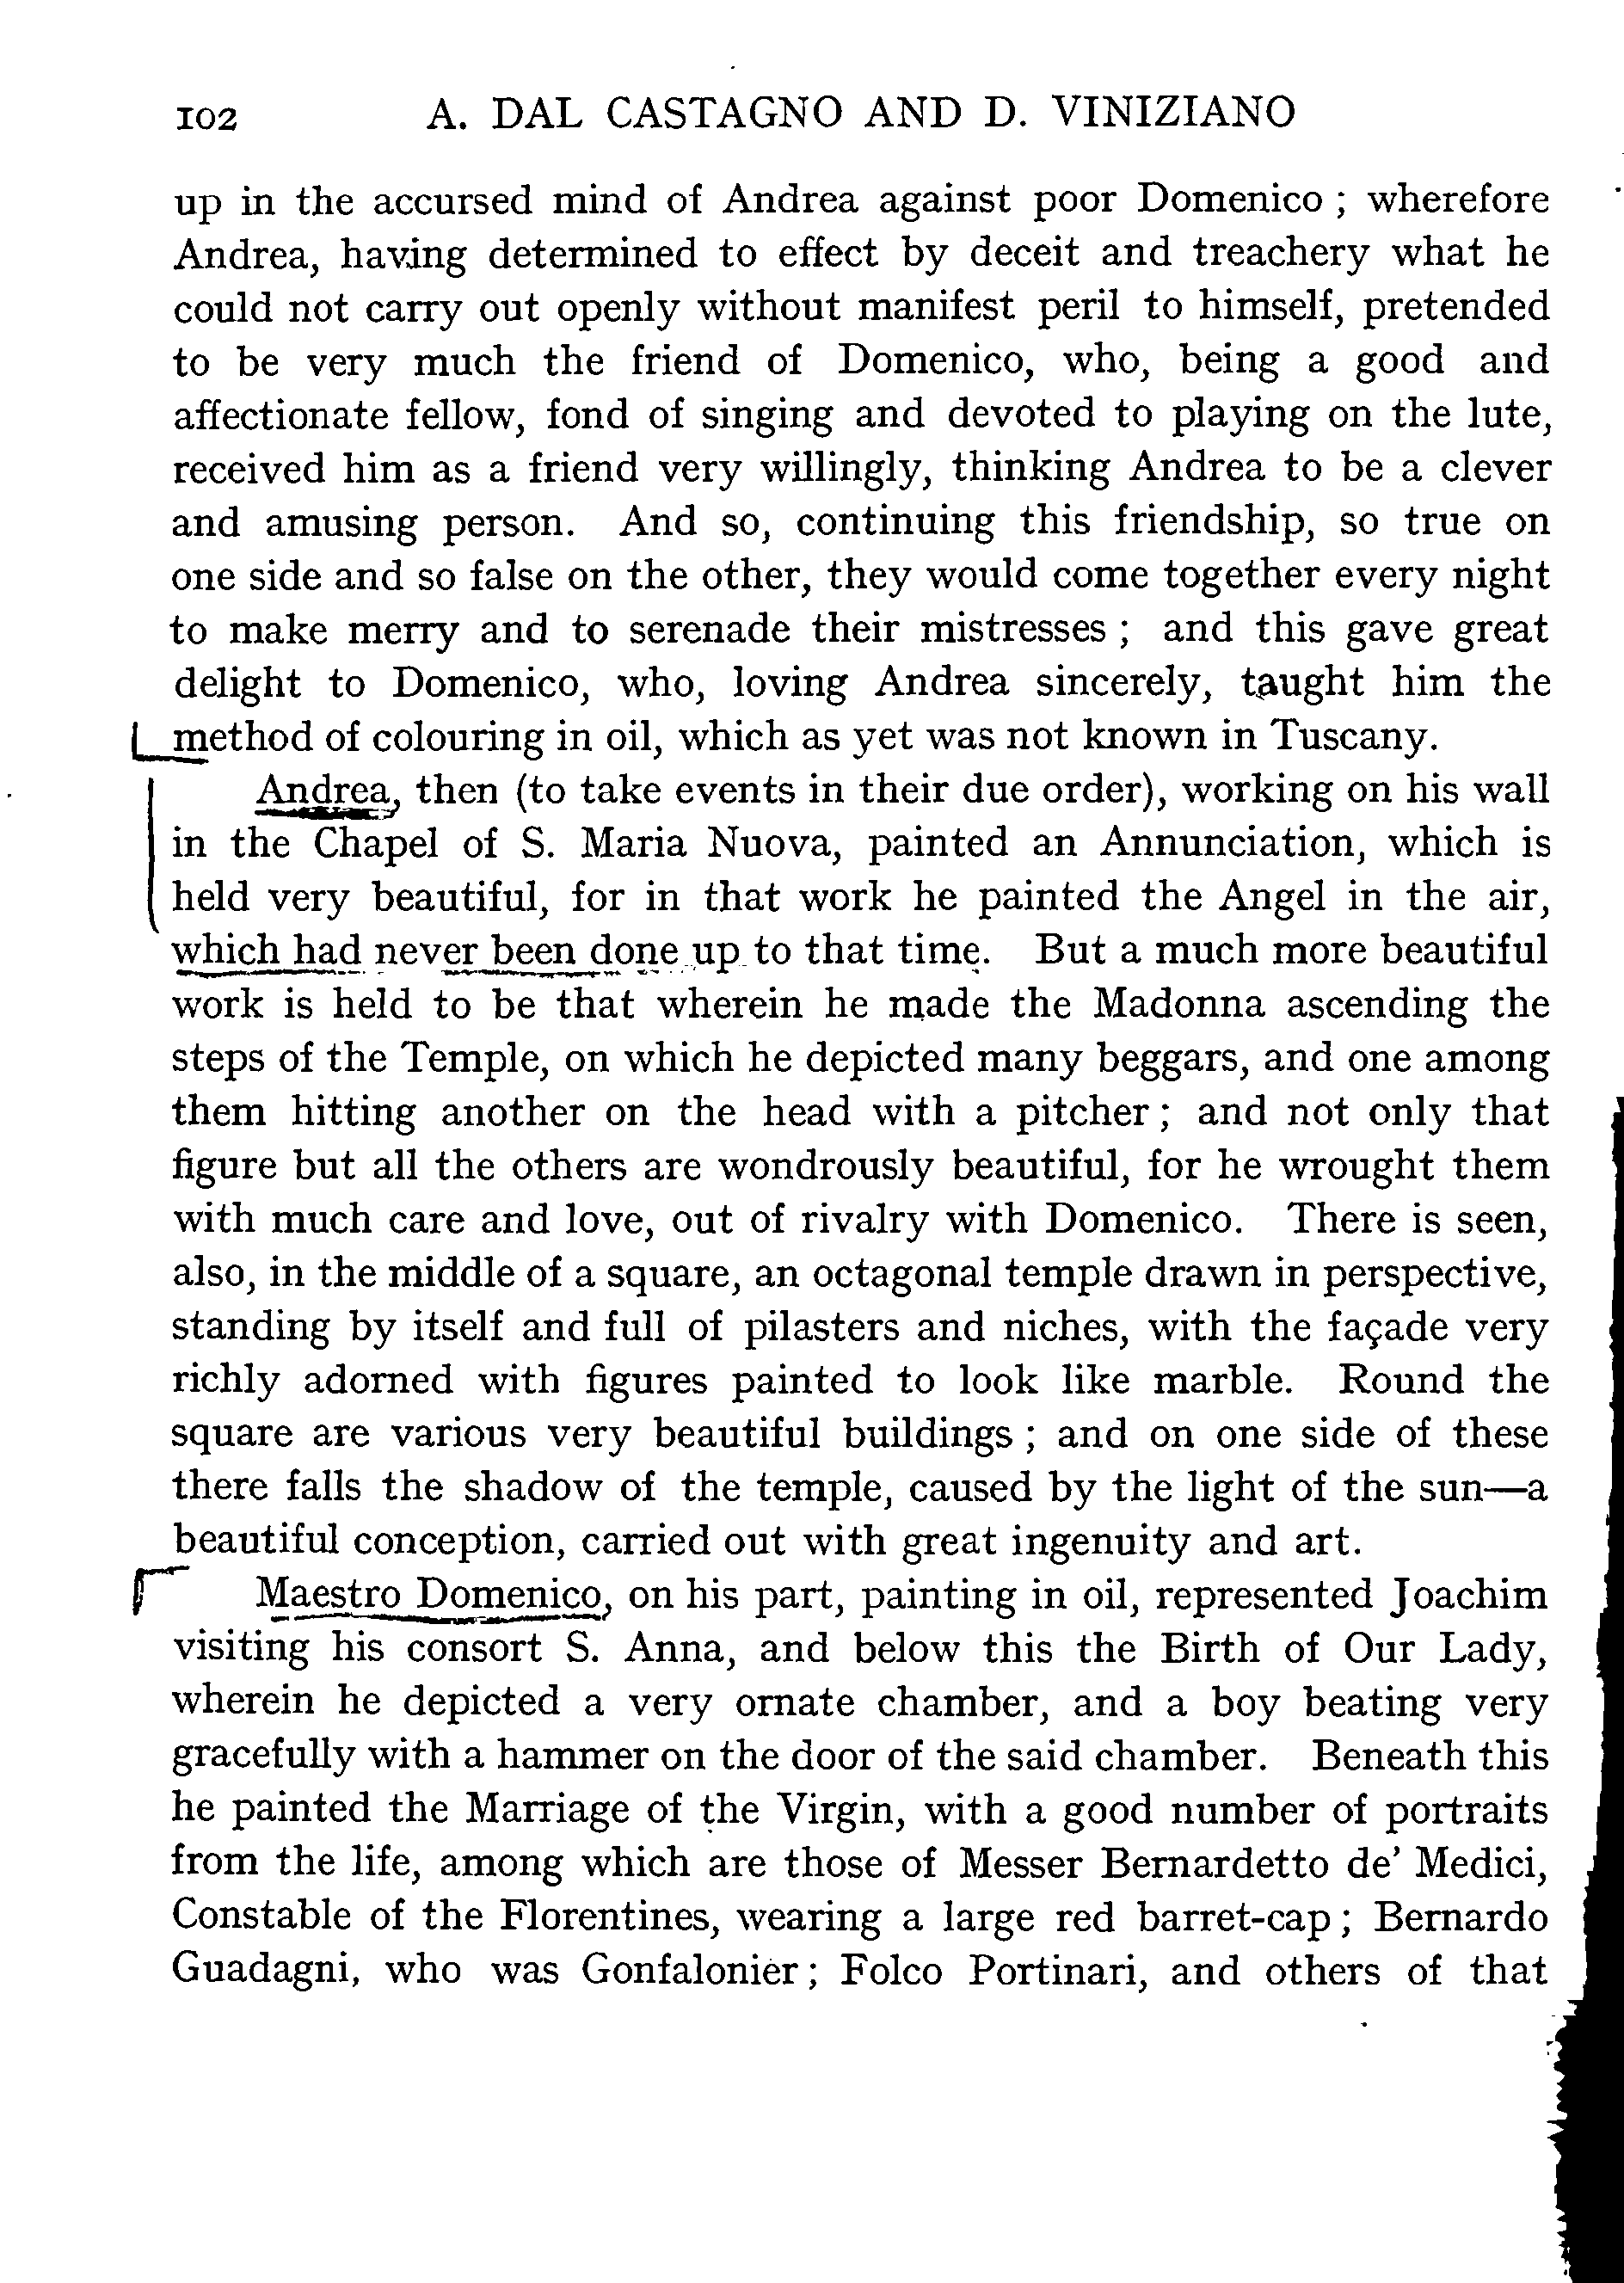 102 A. DAL CASTAGNO AND D. VINIZIANO
up in the accursed mind of Andrea against poor Domenico ; wherefore
Andrea, having determined to effect by deceit and treachery what he
could not carry out openly without manifest peril to himself, pretended
to be very much the friend of Domenico, who, being a good and
affectionate fellow, fond of singing and devoted to playing on the lute,
received him as a friend very willingly, thinking Andrea to be a clever
and amusing person. And so, continuing this friendship, so true on
one side and so false on the other, they would come together every night
to make merry and to serenade their mistresses ; and this gave great
delight to Domenico, who, loving Andrea sincerely, taught him the
method of colouring in oil, which as yet was not known in Tuscany.
Andrea, then (to take events in their due order), working on his wall
in the Chapel of S. Maria Nuova, painted an Annunciation, which is
held very beautiful, for in that work he painted the Angel in the air,
which had never been done up to that time. But a much more beautiful
work is held to be that wherein he made the Madonna ascending the
steps of the Temple, on which he depicted many beggars, and one among
them hitting another on the head with a pitcher ; and not only that
figure but all the others are wondrously beautiful, for he wrought them
with much care and love, out of rivalry with Domenico. There is seen,
also, in the middle of a square, an octagonal temple drawn in perspective,
standing by itself and full of pilasters and niches, with the façade very
richly adorned with figures painted to look like marble. Round the
square are various very beautiful buildings ; and on one side of these
there falls the shadow of the temple, caused by the light of the sun—a
beautiful conception, carried out with great ingenuity and art.
Maestro Domenico, on his part, painting in oil, represented Joachim
visiting his consort S. Anna, and below this the Birth of Our Lady,
wherein he depicted a very ornate chamber, and a boy beating very
gracefully with a hammer on the door of the said chamber. Beneath this
he painted the Marriage of the Virgin, with a good number of portraits
from the life, among which are those of Messer Bernardetto de' Medici,
Constable of the Florentines, wearing a large red barret-cap ; Bernardo
Guadagni, who was Gonfalonier ; Folco Portinari, and others of that